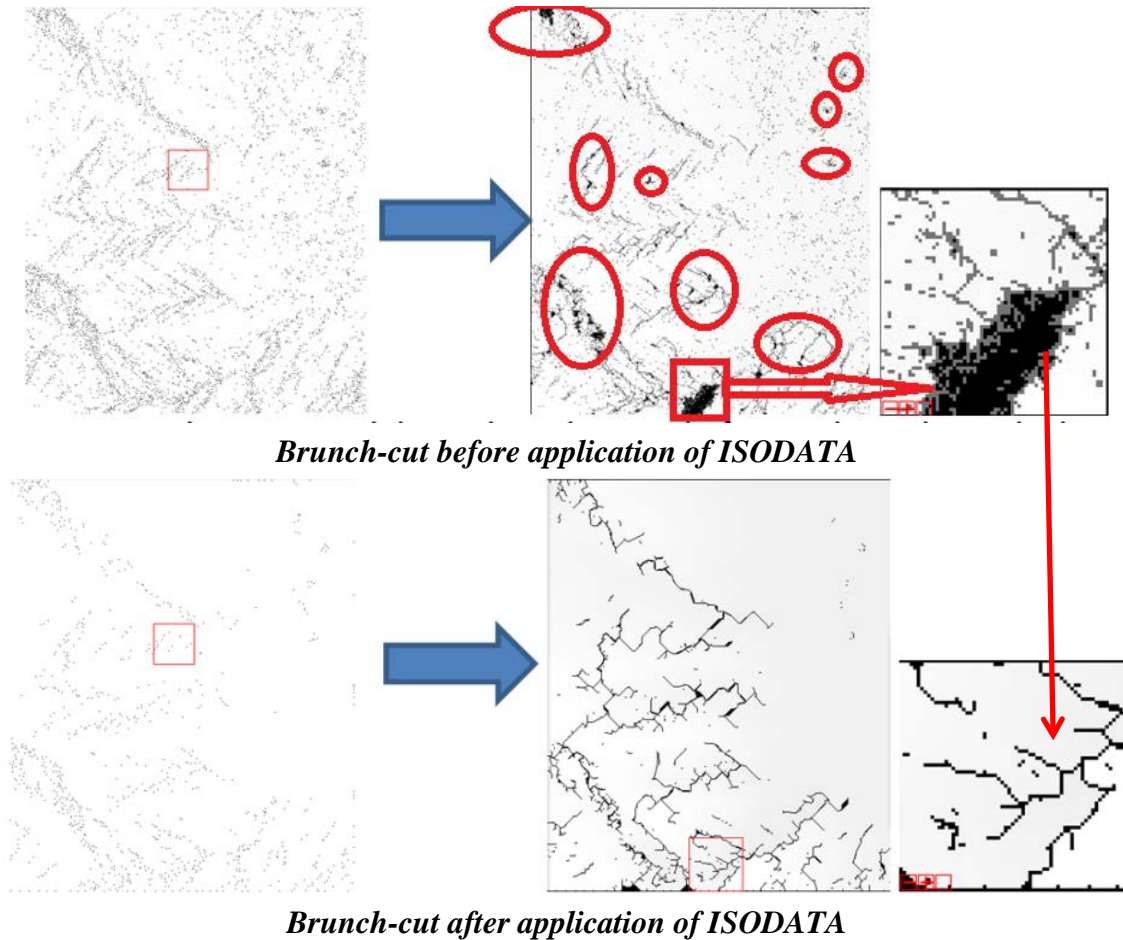 Brunch-cut before application of ISODATA
Brunch-cut after application of ISODATA